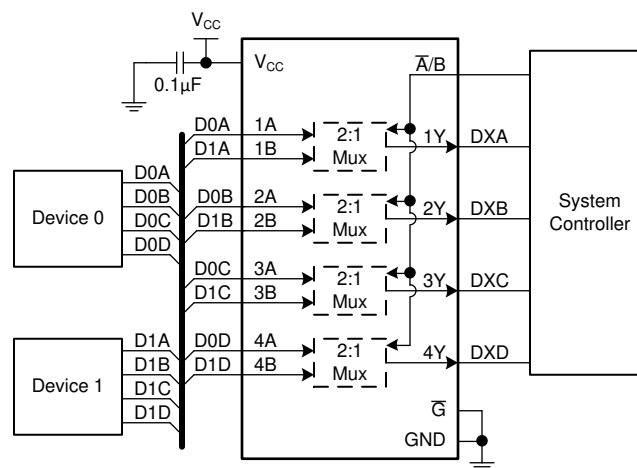 V_CC
V_CC
A̅/B
0.1µF
D0A 1A 2:1 Mux 1Y DXA
D1A 1B
D0A
D0B
D0C
D0D
Device 0
D0B 2A 2:1 Mux 2Y DXB
D1B 2B
System
Controller
D0C 3A 2:1 Mux 3Y DXC
D1C 3B
D0D 4A 2:1 Mux 4Y DXD
D1D 4B
D1A
D1B
D1C
D1D
Device 1
G̅
GND